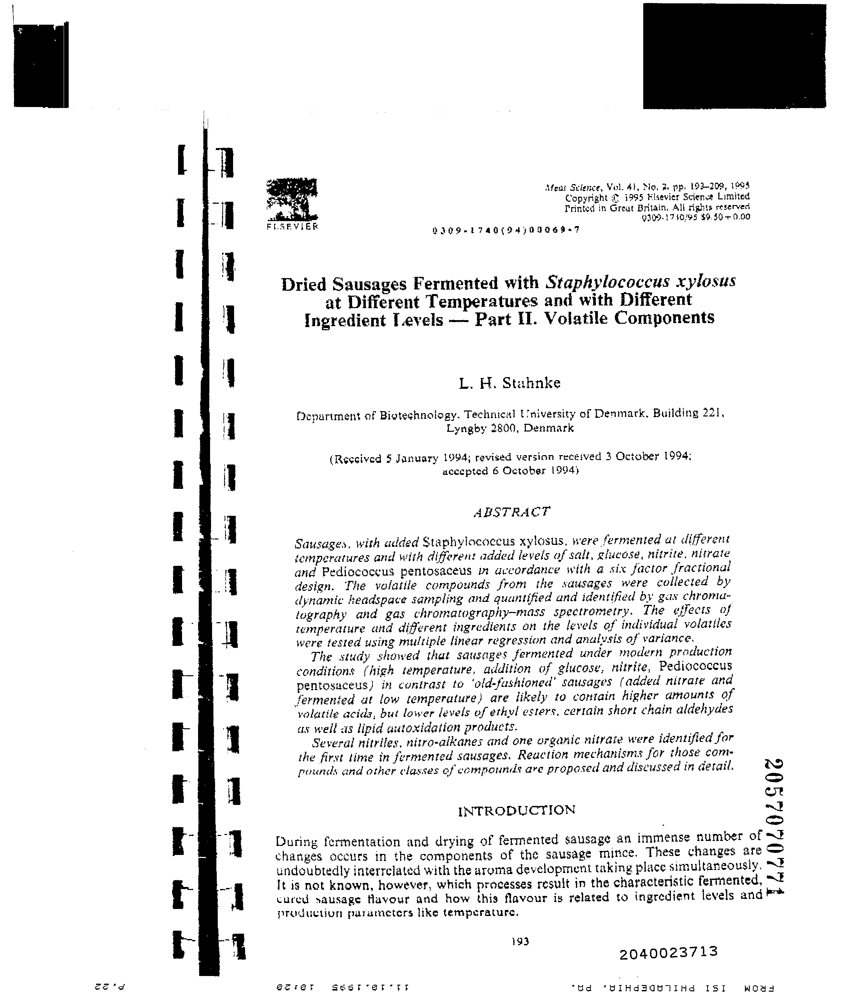 ELSEVIER
Meat Science, Vol. 41, No. 2, pp. 193–209, 1995
Copyright © 1995 Elsevier Science Limited
Printed in Great Britain. All rights reserved
0309-1740/95 $9.50+0.00
0309-1740(94)00069-7
Dried Sausages Fermented with Staphylococcus xylosus
at Different Temperatures and with Different
Ingredient Levels — Part II. Volatile Components
L. H. Stahnke
Department of Biotechnology, Technical University of Denmark, Building 221,
Lyngby 2800, Denmark
(Received 5 January 1994; revised version received 3 October 1994;
accepted 6 October 1994)
ABSTRACT
Sausages, with added Staphylococcus xylosus, were fermented at different
temperatures and with different added levels of salt, glucose, nitrite, nitrate
and Pediococcus pentosaceus in accordance with a six factor fractional
design. The volatile compounds from the sausages were collected by
dynamic headspace sampling and quantified and identified by gas chroma-
tography and gas chromatography–mass spectrometry. The effects of
temperature and different ingredients on the levels of individual volatiles
were tested using multiple linear regression and analysis of variance.
The study showed that sausages fermented under modern production
conditions (high temperature, addition of glucose, nitrite, Pediococcus
pentosaceus) in contrast to 'old-fashioned' sausages (added nitrate and
fermented at low temperature) are likely to contain higher amounts of
volatile acids, but lower levels of ethyl esters, certain short chain aldehydes
as well as lipid autoxidation products.
Several nitriles, nitro-alkanes and one organic nitrate were identified for
the first time in fermented sausages. Reaction mechanisms for those com-
pounds and other classes of compounds are proposed and discussed in detail.
INTRODUCTION
During fermentation and drying of fermented sausage an immense number of
changes occurs in the components of the sausage mince. These changes are
undoubtedly interrelated with the aroma development taking place simultaneously.
It is not known, however, which processes result in the characteristic fermented,
cured sausage flavour and how this flavour is related to ingredient levels and
production parameters like temperature.
2057070771
193
2040023713
FROM ISI PHILADELPHIA, PA. 11.10.1995 10:20 P.22